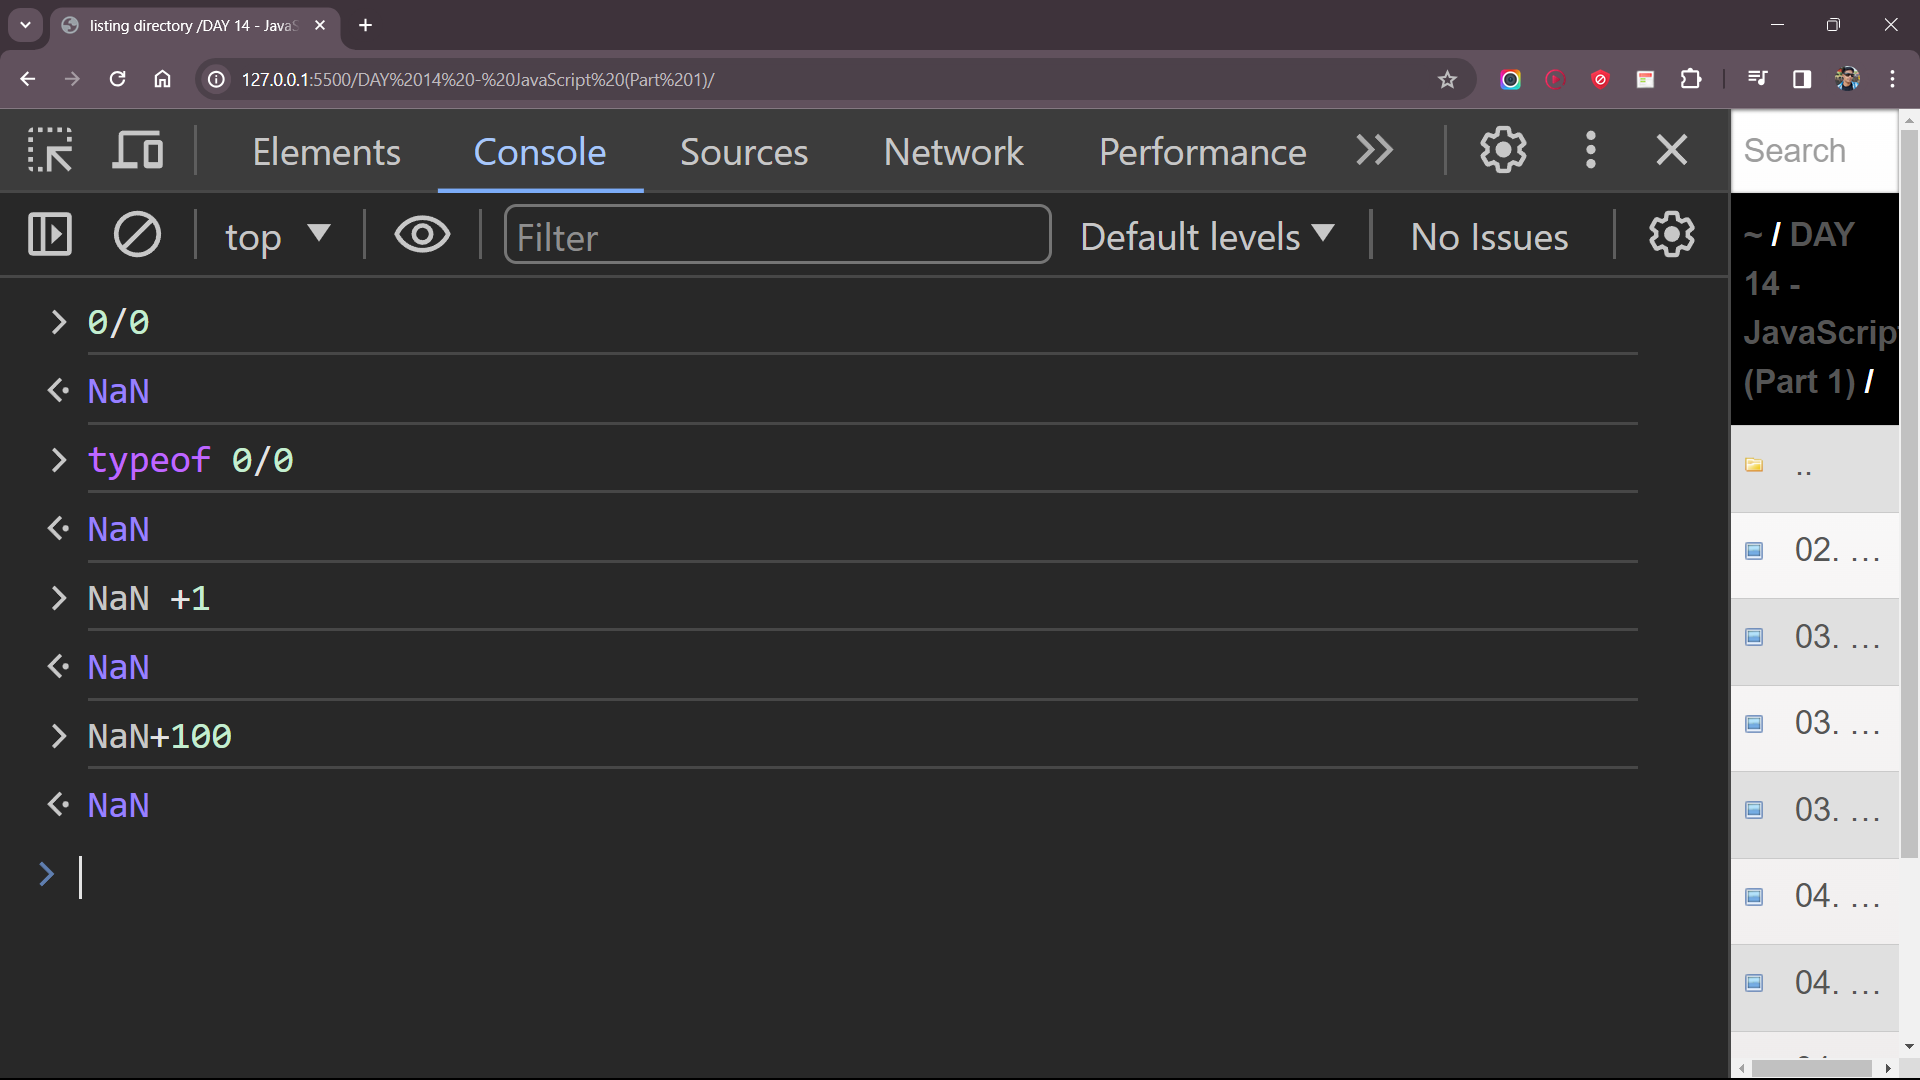 listing directory /DAY 14 - JavaS
127.0.0.1:5500/DAY%2014%20-%20JavaScript%20(Part%201)/
Elements Console Sources Network Performance
top Filter Default levels No Issues
0/0
NaN
typeof 0/0
NaN
NaN +1
NaN
NaN+100
NaN
Search
~ / DAY
14 -
JavaScrip
(Part 1) /
..
02. …
03. …
03. …
03. …
04. …
04. …